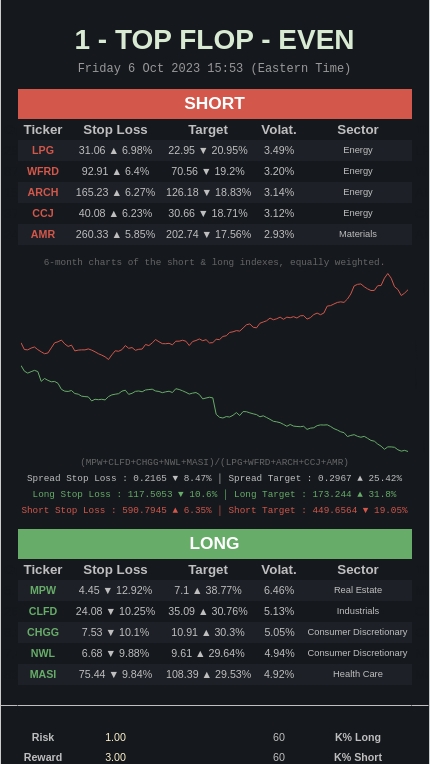 1 - TOP FLOP - EVEN
Friday 6 Oct 2023 15:53 (Eastern Time)
SHORT
Ticker Stop Loss Target Volat. Sector
LPG 31.06 ▲ 6.98% 22.95 ▼ 20.95% 3.49% Energy
WFRD 92.91 ▲ 6.4% 70.56 ▼ 19.2% 3.20% Energy
ARCH 165.23 ▲ 6.27% 126.18 ▼ 18.83% 3.14% Energy
CCJ 40.08 ▲ 6.23% 30.66 ▼ 18.71% 3.12% Energy
AMR 260.33 ▲ 5.85% 202.74 ▼ 17.56% 2.93% Materials
6-month charts of the short & long indexes, equally weighted.
(MPW+CLFD+CHGG+NWL+MASI)/(LPG+WFRD+ARCH+CCJ+AMR)
Spread Stop Loss : 0.2165 ▼ 8.47% | Spread Target : 0.2967 ▲ 25.42%
Long Stop Loss : 117.5053 ▼ 10.6% | Long Target : 173.244 ▲ 31.8%
Short Stop Loss : 590.7945 ▲ 6.35% | Short Target : 449.6564 ▼ 19.05%
LONG
Ticker Stop Loss Target Volat. Sector
MPW 4.45 ▼ 12.92% 7.1 ▲ 38.77% 6.46% Real Estate
CLFD 24.08 ▼ 10.25% 35.09 ▲ 30.76% 5.13% Industrials
CHGG 7.53 ▼ 10.1% 10.91 ▲ 30.3% 5.05% Consumer Discretionary
NWL 6.68 ▼ 9.88% 9.61 ▲ 29.64% 4.94% Consumer Discretionary
MASI 75.44 ▼ 9.84% 108.39 ▲ 29.53% 4.92% Health Care
Risk 1.00 60 K% Long
Reward 3.00 60 K% Short